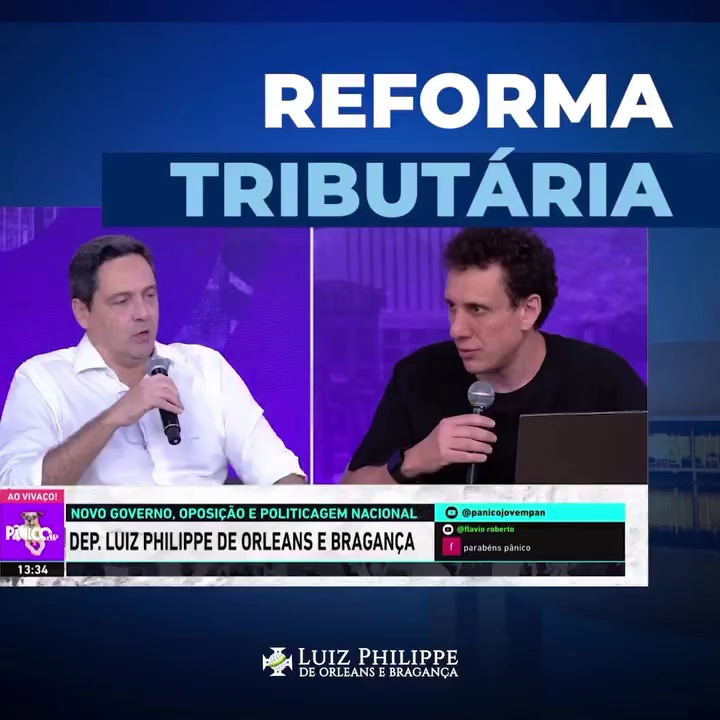 REFORMA
TRIBUTÁRIA
AO VIVAÇO!
NOVO GOVERNO, OPOSIÇÃO E POLITICAGEM NACIONAL
@panicojovempan
PÂNICO
DEP. LUIZ PHILIPPE DE ORLEANS E BRAGANÇA
@flavio roberto
f
parabéns pânico
13:34
LUIZ PHILIPPE
DE ORLEANS E BRAGANÇA